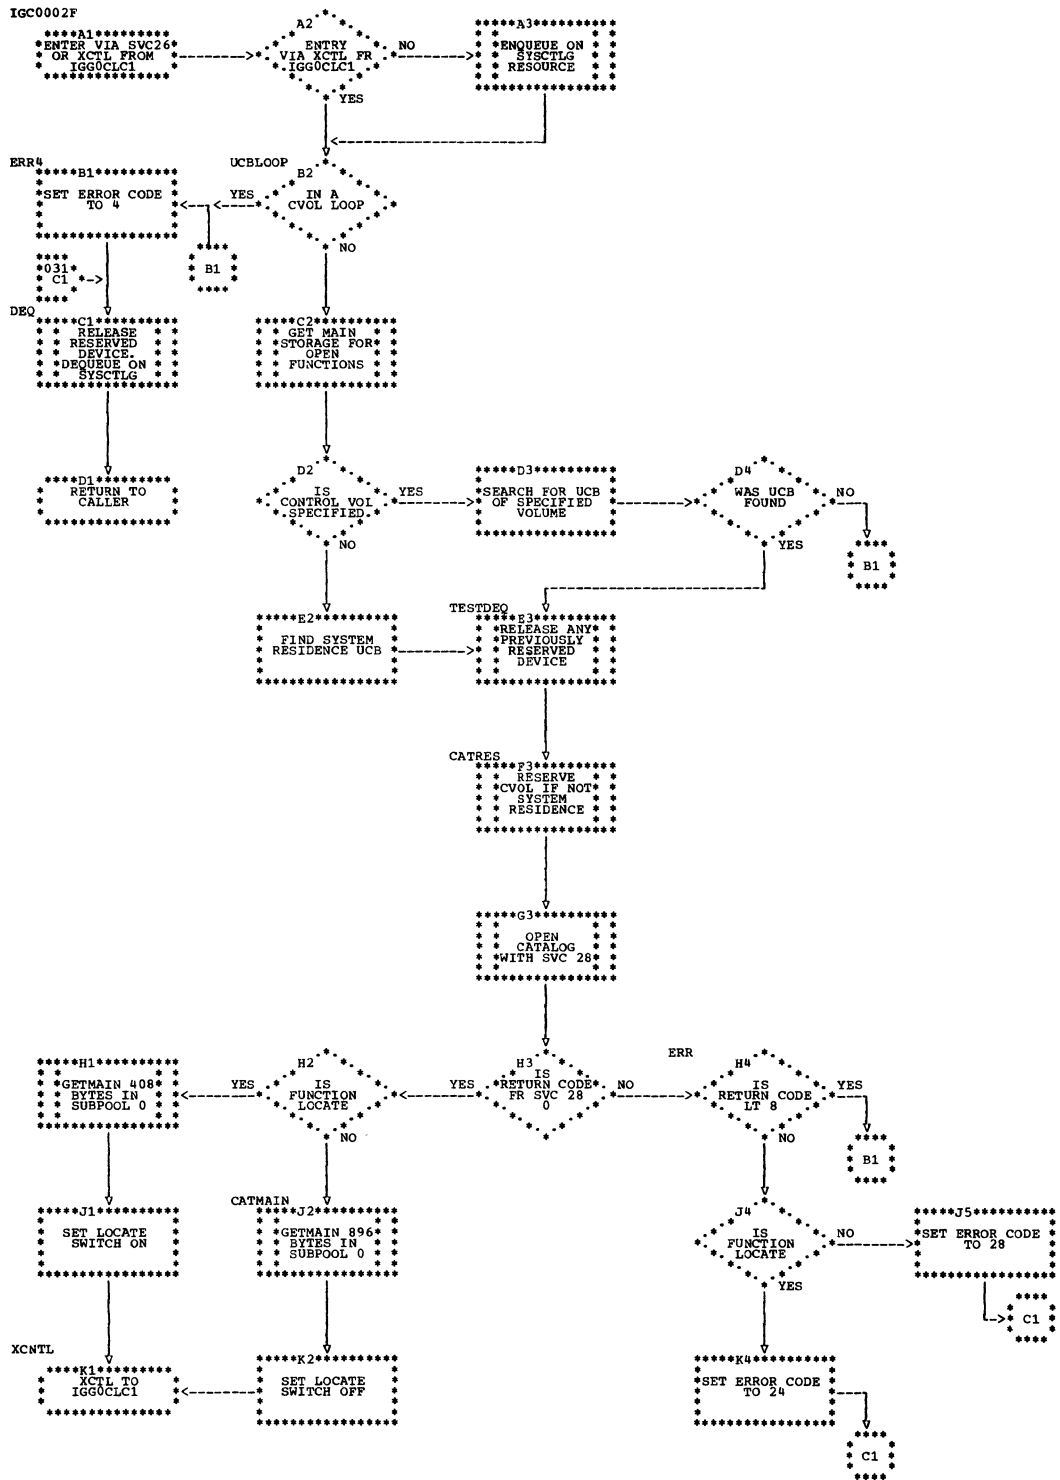 IGC0002F
A1
ENTER VIA SVC26
OR XCTL FROM
IGG0CLC1
A2
ENTRY
VIA XCTL FR
IGG0CLC1
NO
YES
A3
ENQUEUE ON
SYSCTLG
RESOURCE
ERR4
B1
SET ERROR CODE
TO 4
YES
UCBLOOP
B2
IN A
CVOL LOOP
NO
B1
031
C1
DEQ
C1
RELEASE
RESERVED
DEVICE.
DEQUEUE ON
SYSCTLG
C2
GET MAIN
STORAGE FOR
OPEN
FUNCTIONS
D1
RETURN TO
CALLER
D2
IS
CONTROL VOL
SPECIFIED
YES
NO
D3
SEARCH FOR UCB
OF SPECIFIED
VOLUME
D4
WAS UCB
FOUND
NO
YES
B1
E2
FIND SYSTEM
RESIDENCE UCB
TESTDEQ
E3
RELEASE ANY
PREVIOUSLY
RESERVED
DEVICE
CATRES
F3
RESERVE
CVOL IF NOT
SYSTEM
RESIDENCE
G3
OPEN
CATALOG
WITH SVC 28
H1
GETMAIN 408
BYTES IN
SUBPOOL 0
YES
H2
IS
FUNCTION
LOCATE
NO
YES
H3
IS
RETURN CODE
FR SVC 28
0
NO
ERR
H4
IS
RETURN CODE
LT 8
YES
NO
B1
J1
SET LOCATE
SWITCH ON
CATMAIN
J2
GETMAIN 896
BYTES IN
SUBPOOL 0
J4
IS
FUNCTION
LOCATE
NO
YES
J5
SET ERROR CODE
TO 28
C1
XCNTL
K1
XCTL TO
IGG0CLC1
K2
SET LOCATE
SWITCH OFF
K4
SET ERROR CODE
TO 24
C1